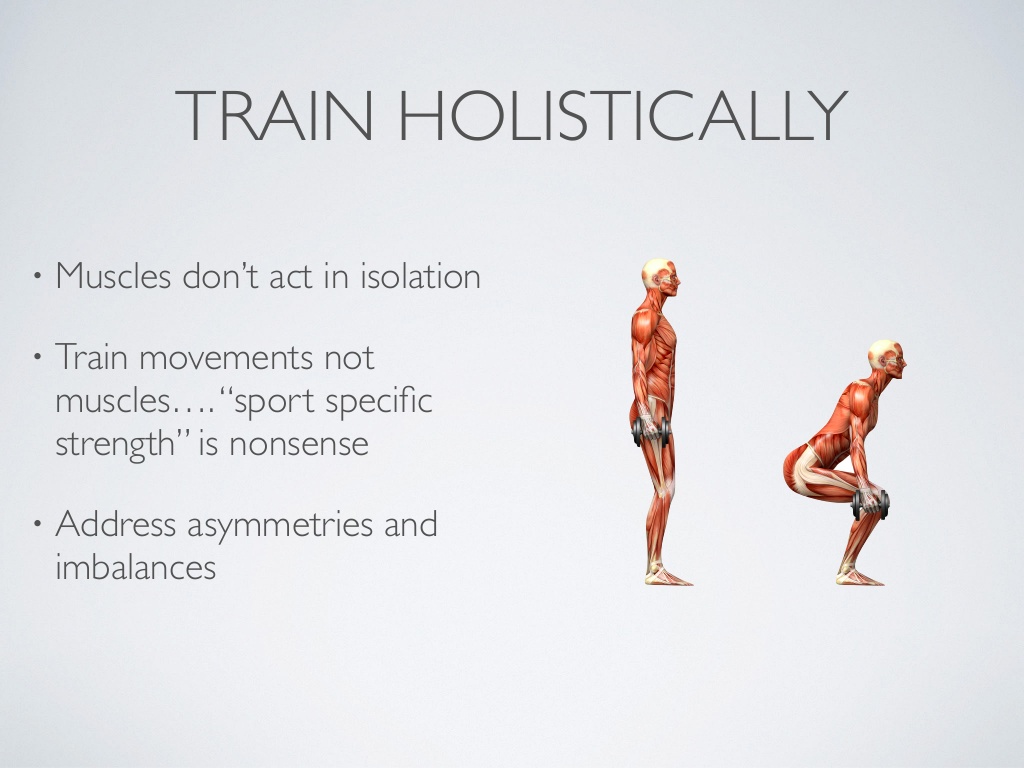 TRAIN HOLISTICALLY
• Muscles don’t act in isolation
• Train movements not
muscles…. “sport specific
strength” is nonsense
• Address asymmetries and
imbalances